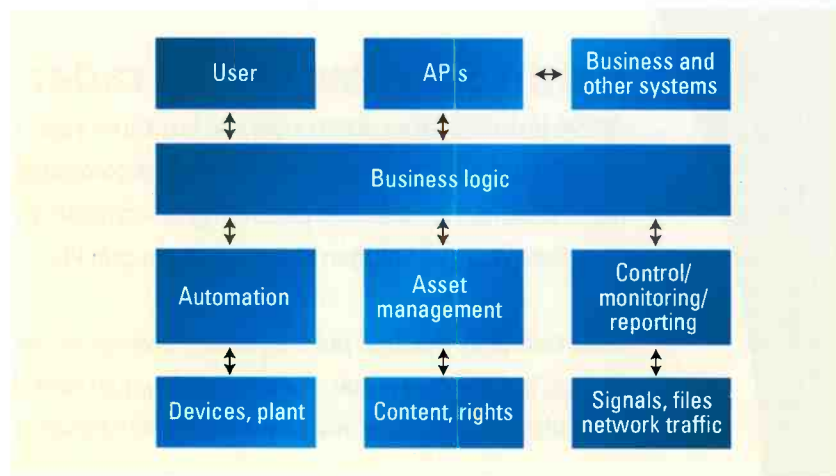 User
APIs
Business and
other systems
Business logic
Automation
Asset
management
Control/
monitoring/
reporting
Devices, plant
Content, rights
Signals, files
network traffic